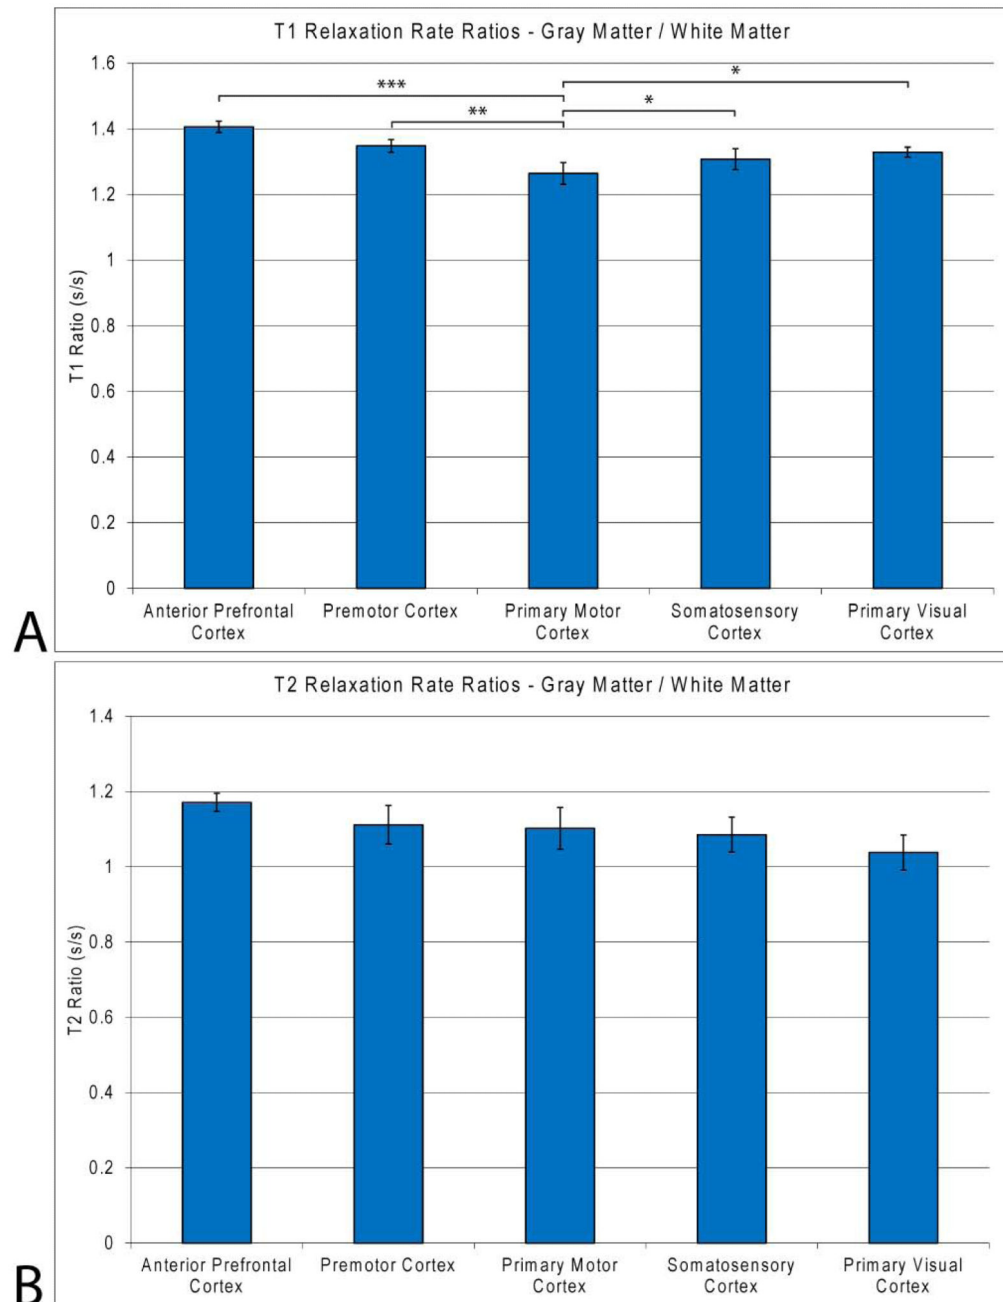 T1 Relaxation Rate Ratios - Gray Matter / White Matter
1.6
1.4
1.2
1
0.8
0.6
0.4
0.2
0
T1 Ratio (s/s)
***
**
*
*
Anterior Prefrontal
Cortex
Premotor Cortex
Primary Motor
Cortex
Somatosensory
Cortex
Primary Visual
Cortex
A
T2 Relaxation Rate Ratios - Gray Matter / White Matter
1.4
1.2
1
0.8
0.6
0.4
0.2
0
T2 Ratio (s/s)
Anterior Prefrontal
Cortex
Premotor Cortex
Primary Motor
Cortex
Somatosensory
Cortex
Primary Visual
Cortex
B